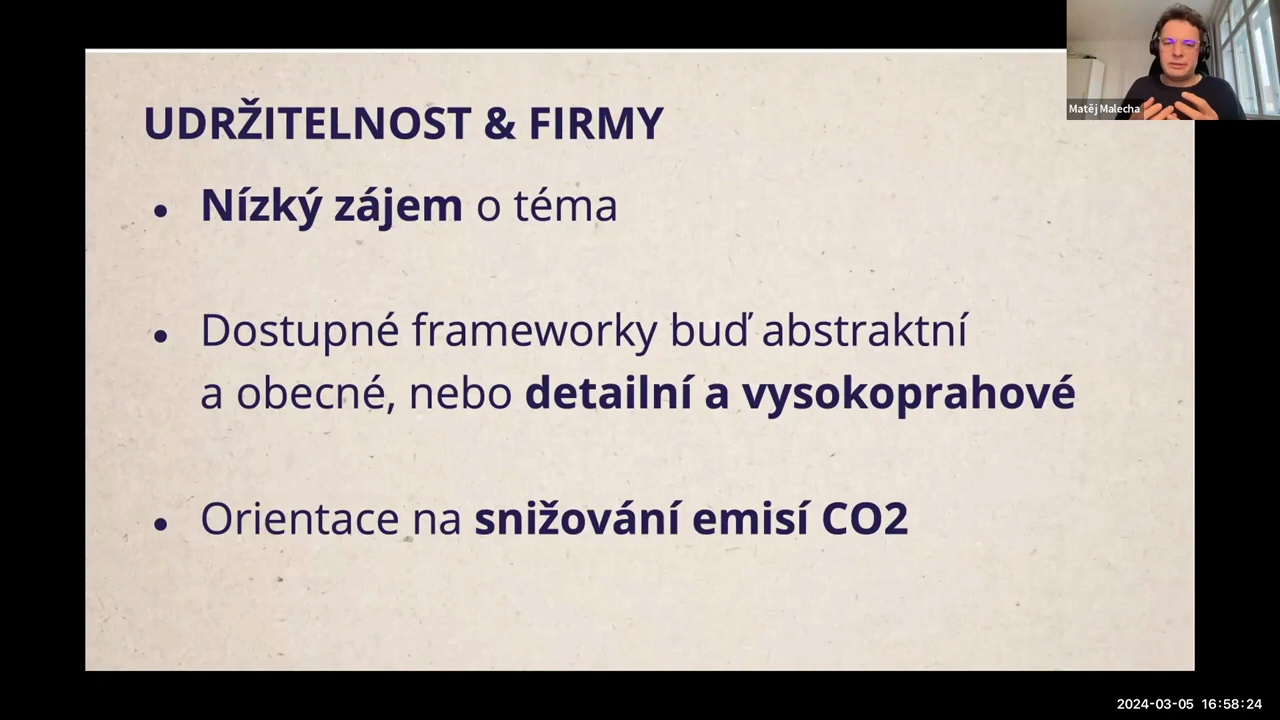 UDRŽITELNOST & FIRMY
• Nízký zájem o téma
• Dostupné frameworky buď abstraktní
a obecné, nebo detailní a vysokoprahové
• Orientace na snižování emisí CO2
Matěj Malecha
2024-03-05 16:58:24